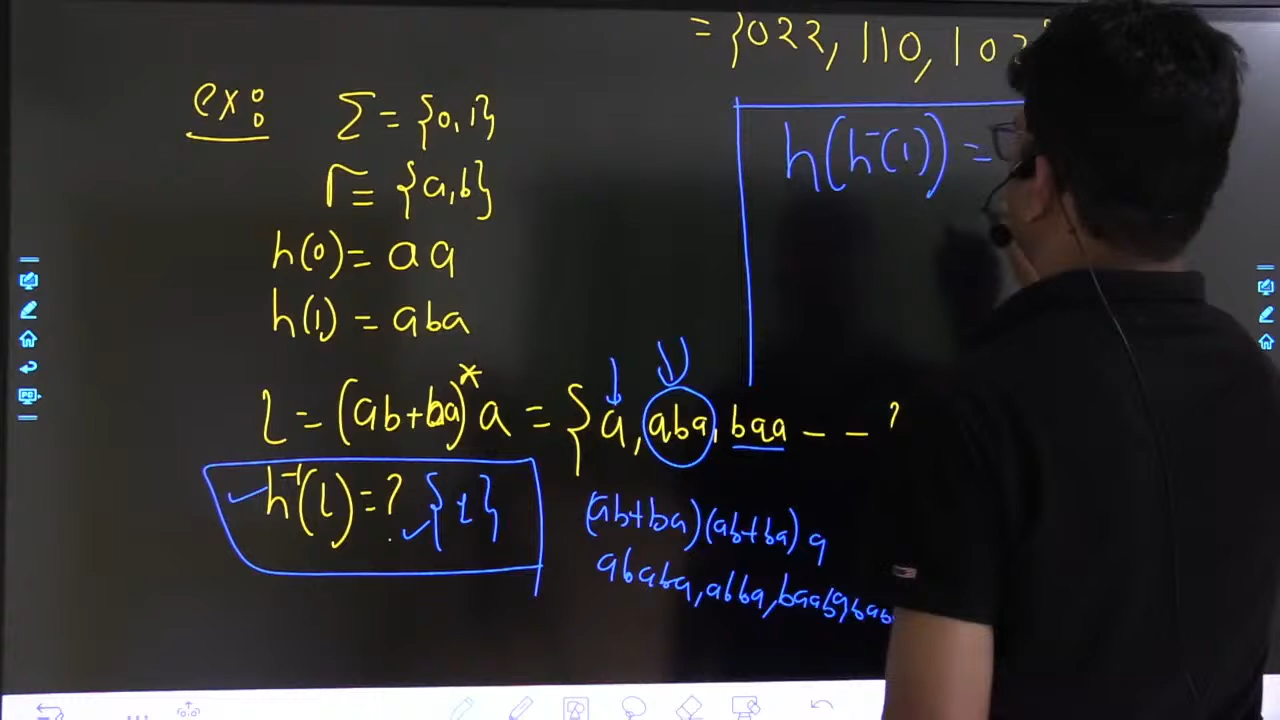 = {022, 110, 102
ex:
Σ = {0,1}
Γ = {a,b}
h(0) = aa
h(1) = aba
h(h⁻(1)) =
L = (ab+ba)*a = {a, aba, baa - - }
h⁻¹(L) = ? {1}
(ab+ba)(ab+ba) a
ababa, abba, baaba, bab